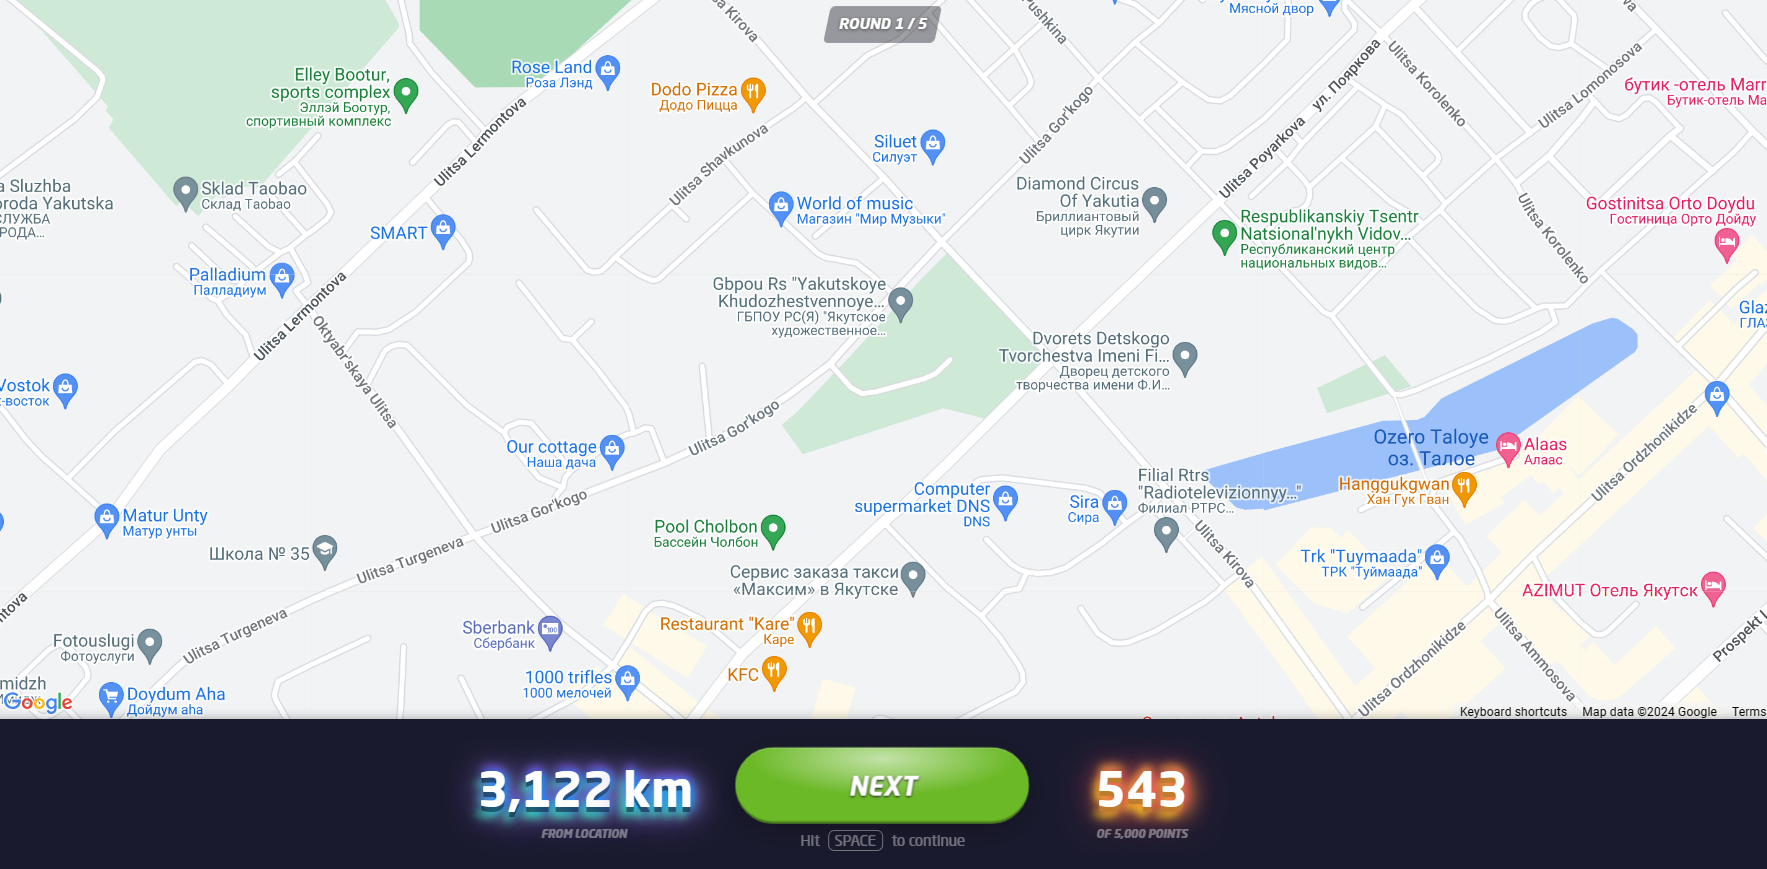 ROUND 1 / 5
Мясной двор
Ulitsa Kirova
Pushkina
Elley Bootur,
sports complex
Эллэй Боотур,
спортивный комплекс
Rose Land
Роза Лэнд
Dodo Pizza
Додо Пицца
Ulitsa Lermontova
Ulitsa Shavkunova
Siluet
Силуэт
Ulitsa Gor'kogo
ул. Пояркова
Ulitsa Poyarkova
Ulitsa Korolenko
Ulitsa Lomonosova
бутик -отель Marr
Бутик-отель Ma
a Sluzhba
oroda Yakutska
СЛУЖБА
РОДА...
Sklad Taobao
Склад Таобао
SMART
World of music
Магазин "Мир Музыки"
Diamond Circus
Of Yakutia
Бриллиантовый
цирк Якутии
Respublikanskiy Tsentr
Natsional'nykh Vidov...
Республиканский центр
национальных видов...
Ulitsa Korolenko
Gostinitsa Orto Doydu
Гостиница Орто Дойду
Palladium
Палладиум
Ulitsa Lermontova
Gbpou Rs "Yakutskoye
Khudozhestvennoye...
ГБПОУ РС(Я) "Якутское
художественное...
Glaz
ГЛАЗ
Oktyabr'skaya Ulitsa
Dvorets Detskogo
Tvorchestva Imeni Fi...
Дворец детского
творчества имени Ф.И...
Vostok
к-восток
Ulitsa Gor'kogo
Our cottage
Наша дача
Ozero Taloye
оз. Талое
Alaas
Алаас
Ulitsa Ordzhonikidze
Hanggukgwan
Хан Гук Гван
Filial Rtrs
"Radiotelevizionnyy..."
Филиал РТРС...
Computer
supermarket DNS
DNS
Sira
Сира
Matur Unty
Матур унты
Ulitsa Gor'kogo
Pool Cholbon
Бассейн Чолбон
Школа № 35
Ulitsa Turgeneva
Ulitsa Kirova
Trk "Tuymaada"
ТРК "Туймаада"
Сервис заказа такси
«Максим» в Якутске
AZIMUT Отель Якутск
ntova
Ulitsa Turgeneva
Fotouslugi
Фотоуслуги
Sberbank
Сбербанк
Restaurant "Kare"
Каре
KFC
Ulitsa Ordzhonikidze
Ulitsa Ammosova
Prospekt L
1000 trifles
1000 мелочей
midzh
Doydum Aha
Дойдум aha
Google
Keyboard shortcuts
Map data ©2024 Google
Terms
3,122 km
FROM LOCATION
NEXT
Hit SPACE to continue
543
OF 5,000 POINTS